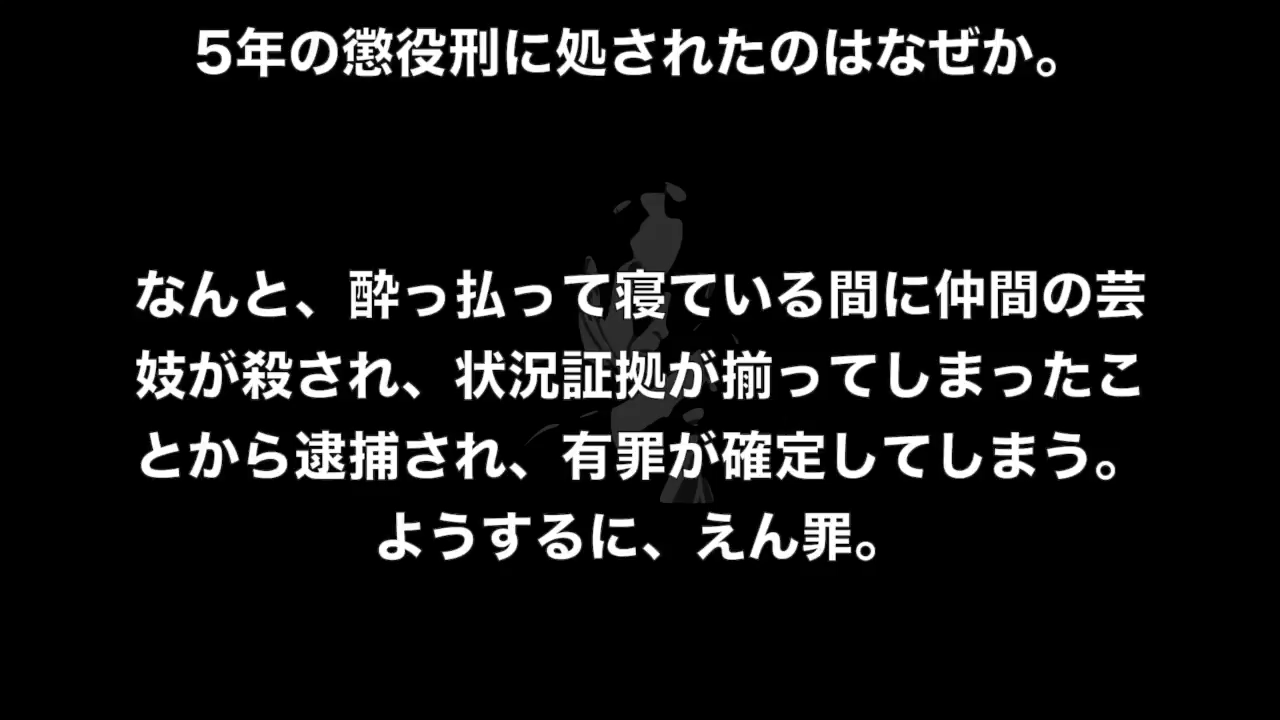 5年の懲役刑に処されたのはなぜか。
なんと、酔っ払って寝ている間に仲間の芸
妓が殺され、状況証拠が揃ってしまったこ
とから逮捕され、有罪が確定してしまう。
ようするに、えん罪。